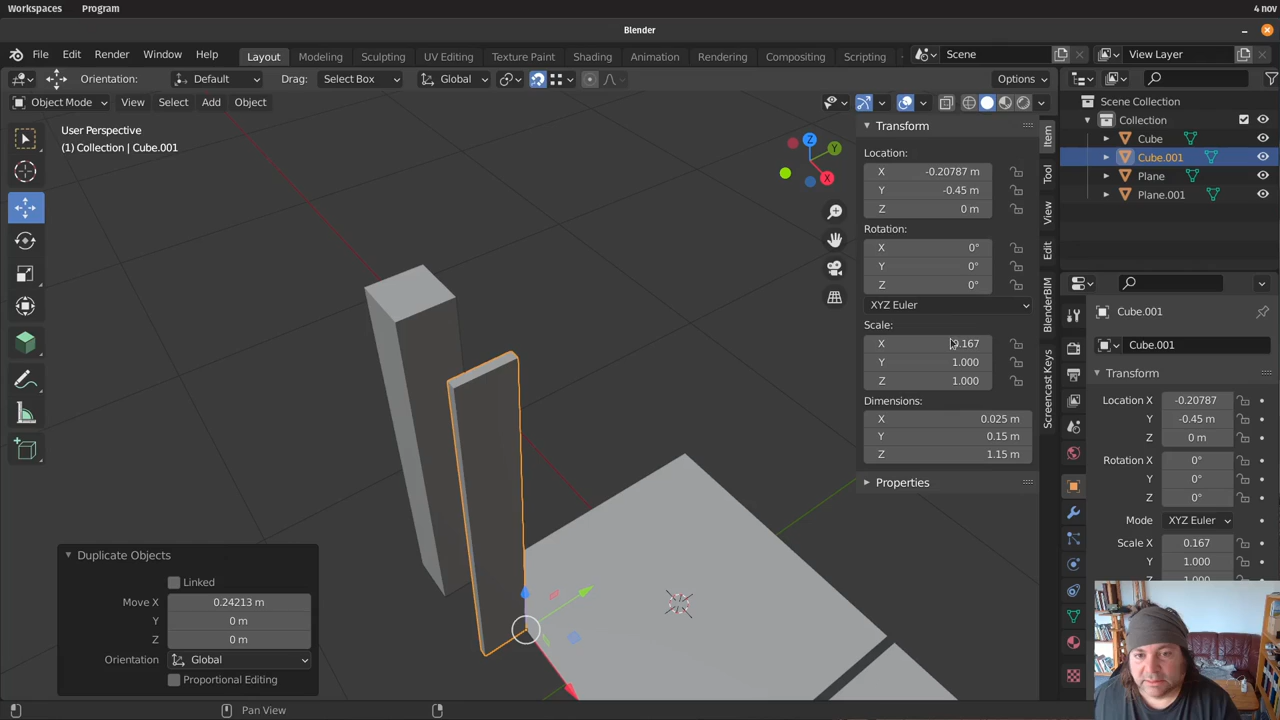 Workspaces Program 4 nov
Blender
File Edit Render Window Help Layout Modeling Sculpting UV Editing Texture Paint Shading Animation Rendering Compositing Scripting Scene View Layer
Orientation: Default Drag: Select Box Global Options
Object Mode View Select Add Object
User Perspective
(1) Collection | Cube.001
Z
Y
X
Transform
Location:
X -0.20787 m
Y -0.45 m
Z 0 m
Rotation:
X 0°
Y 0°
Z 0°
XYZ Euler
Scale:
X 0.167
Y 1.000
Z 1.000
Dimensions:
X 0.025 m
Y 0.15 m
Z 1.15 m
Properties
Item
Tool
View
Edit
BlenderBIM
Screencast Keys
Scene Collection
Collection
Cube
Cube.001
Plane
Plane.001
Cube.001
Cube.001
Transform
Location X -0.20787
Y -0.45 m
Z 0 m
Rotation X 0°
Y 0°
Z 0°
Mode XYZ Euler
Scale X 0.167
Y 1.000
Duplicate Objects
Linked
Move X 0.24213 m
Y 0 m
Z 0 m
Orientation Global
Proportional Editing
Pan View